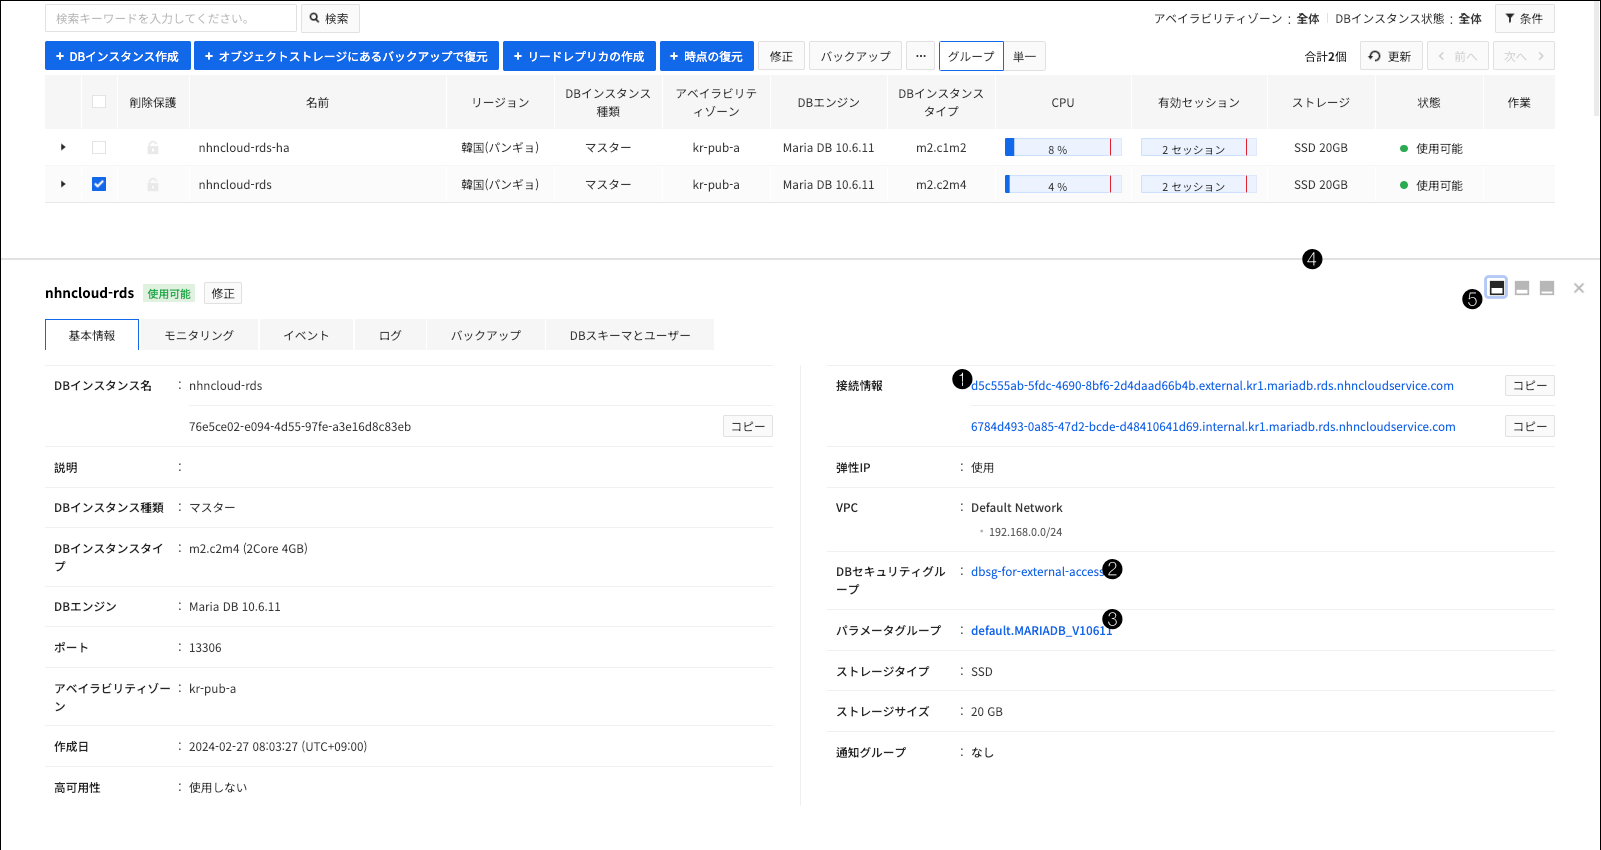 検索キーワードを入力してください。 検索 アベイラビリティゾーン : 全体 DBインスタンス状態 : 全体 条件
+ DBインスタンス作成 + オブジェクトストレージにあるバックアップで復元 + リードレプリカの作成 + 時点の復元 修正 バックアップ ... グループ 単一 合計2個 更新 前へ 次へ
削除保護 名前 リージョン DBインスタンス種類 アベイラビリティゾーン DBエンジン DBインスタンスタイプ CPU 有効セッション ストレージ 状態 作業
nhncloud-rds-ha 韓国(パンギョ) マスター kr-pub-a Maria DB 10.6.11 m2.c1m2 8 % 2 セッション SSD 20GB 使用可能
nhncloud-rds 韓国(パンギョ) マスター kr-pub-a Maria DB 10.6.11 m2.c2m4 4 % 2 セッション SSD 20GB 使用可能
❹
nhncloud-rds 使用可能 修正
❺
基本情報 モニタリング イベント ログ バックアップ DBスキーマとユーザー
DBインスタンス名 : nhncloud-rds
76e5ce02-e094-4d55-97fe-a3e16d8c83eb コピー
説明 :
DBインスタンス種類 : マスター
DBインスタンスタイプ : m2.c2m4 (2Core 4GB)
DBエンジン : Maria DB 10.6.11
ポート : 13306
アベイラビリティゾーン : kr-pub-a
作成日 : 2024-02-27 08:03:27 (UTC+09:00)
高可用性 : 使用しない
接続情報 ❶ d5c555ab-5fdc-4690-8bf6-2d4daad66b4b.external.kr1.mariadb.rds.nhncloudservice.com コピー
6784d493-0a85-47d2-bcde-d48410641d69.internal.kr1.mariadb.rds.nhncloudservice.com コピー
弾性IP : 使用
VPC : Default Network
192.168.0.0/24
DBセキュリティグループ : dbsg-for-external-access ❷
パラメータグループ : default.MARIADB_V10611 ❸
ストレージタイプ : SSD
ストレージサイズ : 20 GB
通知グループ : なし